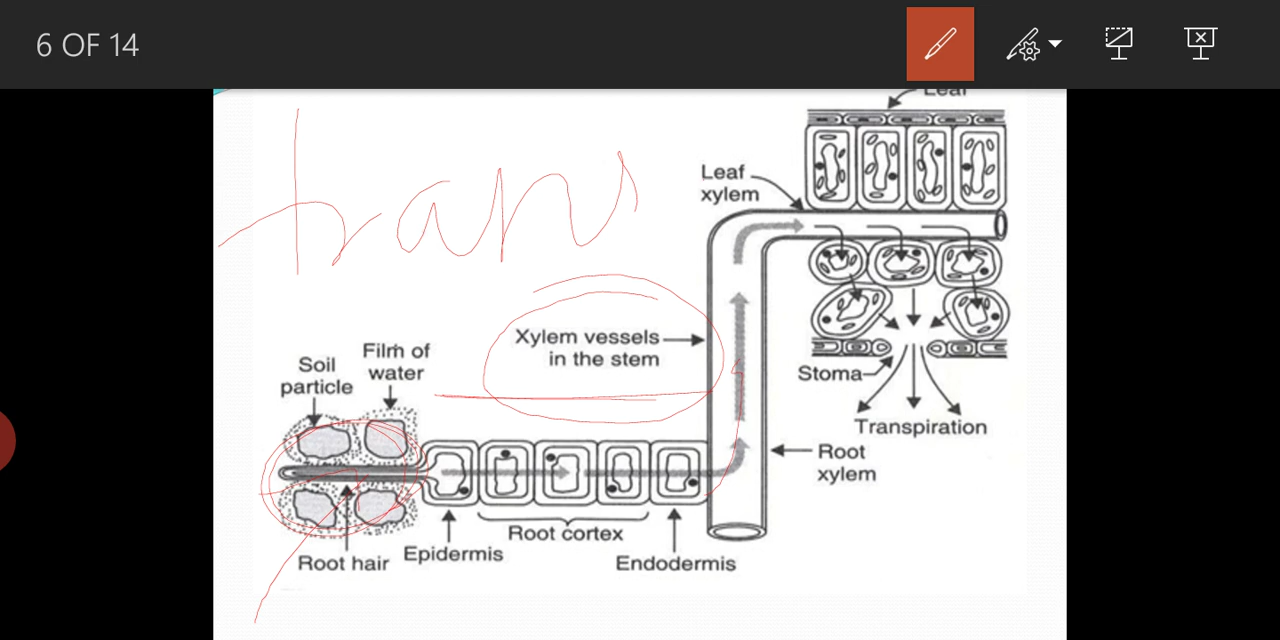 6 OF 14
Leaf
Leaf
xylem
Xylem vessels
in the stem
Film of
water
Soil
particle
Stoma
Transpiration
Root
xylem
Root cortex
Epidermis
Root hair
Endodermis